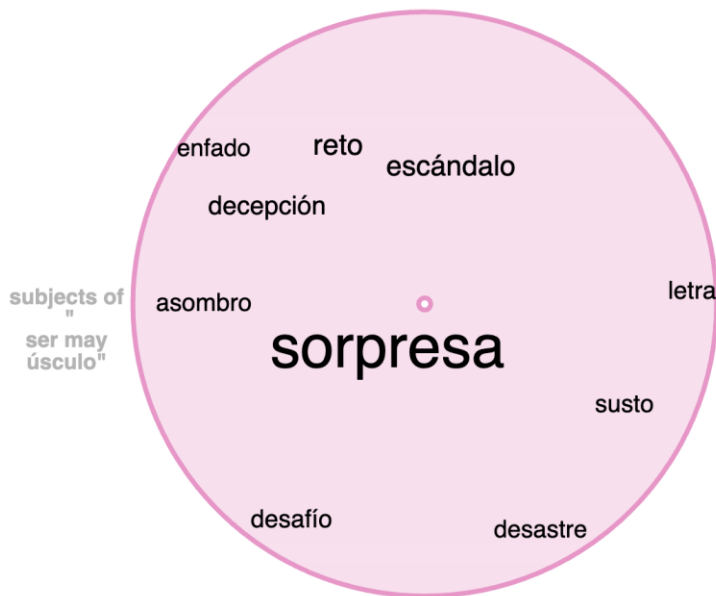 enfado
reto
escándalo
decepción
subjects of
"
ser may
úsculo"
asombro
letra
sorpresa
susto
desafío
desastre